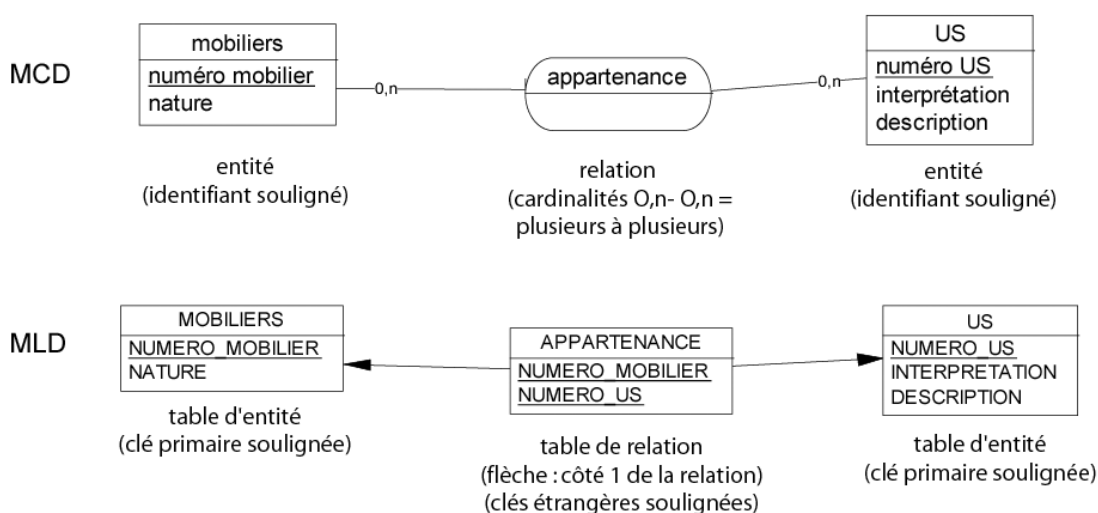 MCD
mobiliers
numéro mobilier
nature
0,n
appartenance
0,n
US
numéro US
interprétation
description
entité
(identifiant souligné)
relation
(cardinalités O,n- O,n =
plusieurs à plusieurs)
entité
(identifiant souligné)
MLD
MOBILIERS
NUMERO_MOBILIER
NATURE
APPARTENANCE
NUMERO_MOBILIER
NUMERO_US
US
NUMERO_US
INTERPRETATION
DESCRIPTION
table d'entité
(clé primaire soulignée)
table de relation
(flèche : côté 1 de la relation)
(clés étrangères soulignées)
table d'entité
(clé primaire soulignée)